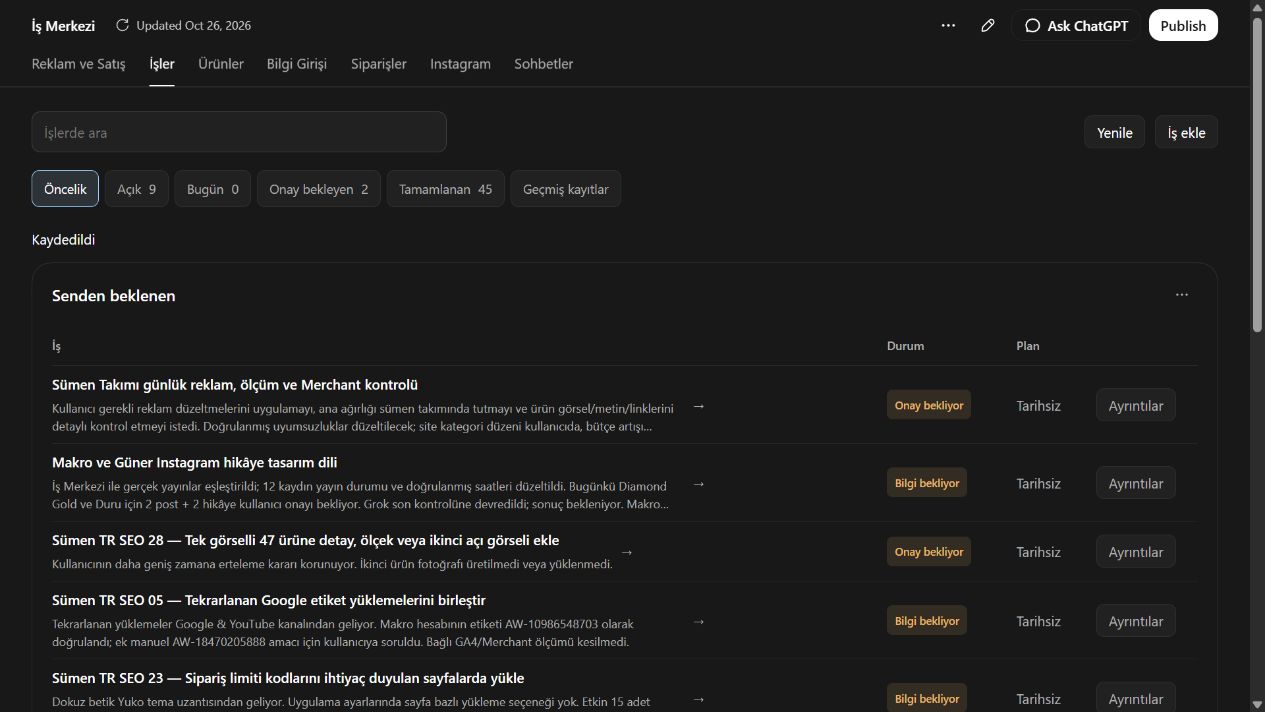 İş Merkezi Updated Oct 26, 2026 ... Ask ChatGPT Publish
Reklam ve Satış İşler Ürünler Bilgi Girişi Siparişler Instagram Sohbetler
İşlerde ara Yenile İş ekle
Öncelik Açık 9 Bugün 0 Onay bekleyen 2 Tamamlanan 45 Geçmiş kayıtlar
Kaydedildi
Senden beklenen ...
İş Durum Plan
Sümen Takımı günlük reklam, ölçüm ve Merchant kontrolü
Kullanıcı gerekli reklam düzeltmelerini uygulamayı, ana ağırlığı sümen takımında tutmayı ve ürün görsel/metin/linklerini → Onay bekliyor Tarihsiz Ayrıntılar
detaylı kontrol etmeyi istedi. Doğrulanmış uyumsuzluklar düzeltilecek; site kategori düzeni kullanıcıda, bütçe artışı...
Makro ve Güner Instagram hikâye tasarım dili
İş Merkezi ile gerçek yayınlar eşleştirildi; 12 kaydın yayın durumu ve doğrulanmış saatleri düzeltildi. Bugünkü Diamond → Bilgi bekliyor Tarihsiz Ayrıntılar
Gold ve Duru için 2 post + 2 hikâye kullanıcı onayı bekliyor. Grok son kontrolüne devredildi; sonuç bekleniyor. Makro...
Sümen TR SEO 28 — Tek görselli 47 ürüne detay, ölçek veya ikinci açı görseli ekle → Onay bekliyor Tarihsiz Ayrıntılar
Kullanıcının daha geniş zamana erteleme kararı korunuyor. İkinci ürün fotoğrafı üretilmedi veya yüklenmedi.
Sümen TR SEO 05 — Tekrarlanan Google etiket yüklemelerini birleştir
Tekrarlanan yüklemeler Google & YouTube kanalından geliyor. Makro hesabının etiketi AW-10986548703 olarak → Bilgi bekliyor Tarihsiz Ayrıntılar
doğrulandı; ek manuel AW-18470205888 amacı için kullanıcıya soruldu. Bağlı GA4/Merchant ölçümü kesilmedi.
Sümen TR SEO 23 — Sipariş limiti kodlarını ihtiyaç duyulan sayfalarda yükle
Dokuz betik Yuko tema uzantısından geliyor. Uygulama ayarlarında sayfa bazlı yükleme seçeneği yok. Etkin 15 adet → Bilgi bekliyor Tarihsiz Ayrıntılar